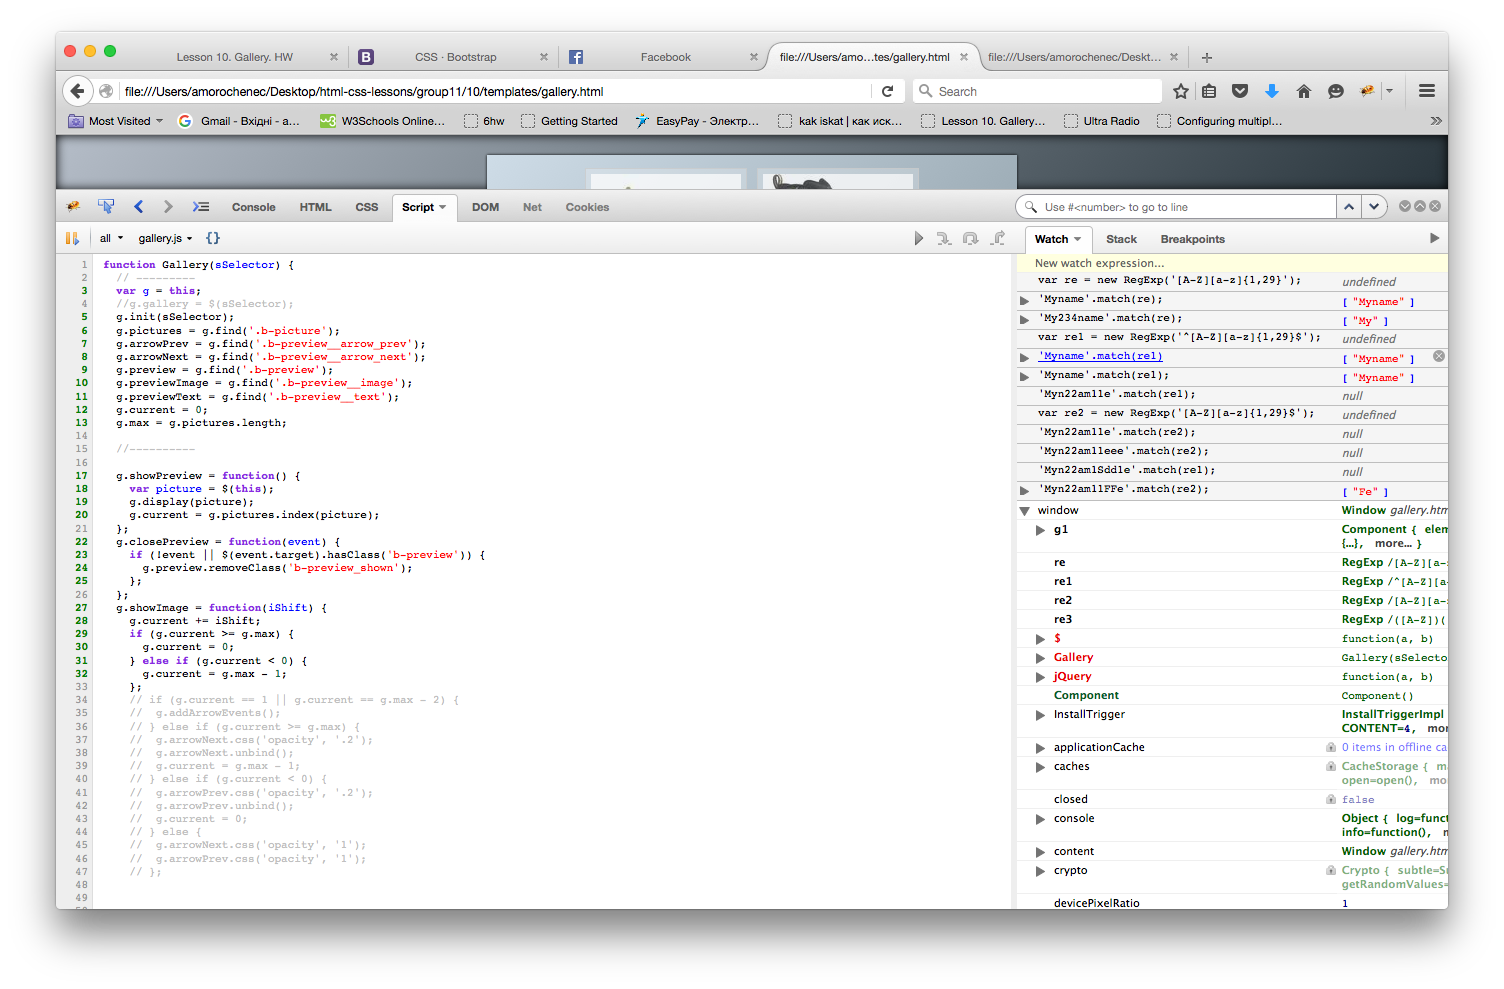 Lesson 10. Gallery. HW
CSS · Bootstrap
Facebook
file:///Users/amo...tes/gallery.html
file:///Users/amorochenec/Deskt...
file:///Users/amorochenec/Desktop/html-css-lessons/group11/10/templates/gallery.html
Search
Most Visited
Gmail - Вхідні - a...
W3Schools Online...
6hw
Getting Started
EasyPay - Электр...
kak iskat | как иск...
Lesson 10. Gallery...
Ultra Radio
Configuring multipl...
Console HTML CSS Script DOM Net Cookies
Use #<number> to go to line
all gallery.js {}
Watch Stack Breakpoints
1 function Gallery(sSelector) {
2 // ---------
3 var g = this;
4 //g.gallery = $(sSelector);
5 g.init(sSelector);
6 g.pictures = g.find('.b-picture');
7 g.arrowPrev = g.find('.b-preview__arrow_prev');
8 g.arrowNext = g.find('.b-preview__arrow_next');
9 g.preview = g.find('.b-preview');
10 g.previewImage = g.find('.b-preview__image');
11 g.previewText = g.find('.b-preview__text');
12 g.current = 0;
13 g.max = g.pictures.length;
14
15 //----------
16
17 g.showPreview = function() {
18 var picture = $(this);
19 g.display(picture);
20 g.current = g.pictures.index(picture);
21 };
22 g.closePreview = function(event) {
23 if (!event || $(event.target).hasClass('b-preview')) {
24 g.preview.removeClass('b-preview_shown');
25 };
26 };
27 g.showImage = function(iShift) {
28 g.current += iShift;
29 if (g.current >= g.max) {
30 g.current = 0;
31 } else if (g.current < 0) {
32 g.current = g.max - 1;
33 };
34 // if (g.current == 1 || g.current == g.max - 2) {
35 //  g.addArrowEvents();
36 // } else if (g.current >= g.max) {
37 //  g.arrowNext.css('opacity', '.2');
38 //  g.arrowNext.unbind();
39 //  g.current = g.max - 1;
40 // } else if (g.current < 0) {
41 //  g.arrowPrev.css('opacity', '.2');
42 //  g.arrowPrev.unbind();
43 //  g.current = 0;
44 // } else {
45 //  g.arrowNext.css('opacity', '1');
46 //  g.arrowPrev.css('opacity', '1');
47 // };
48
49
New watch expression...
var re = new RegExp('[A-Z][a-z]{1,29}'); undefined
'Myname'.match(re); [ "Myname" ]
'My234name'.match(re); [ "My" ]
var re1 = new RegExp('^[A-Z][a-z]{1,29}$'); undefined
'Myname'.match(re1) [ "Myname" ]
'Myname'.match(re1); [ "Myname" ]
'Myn22am11e'.match(re1); null
var re2 = new RegExp('[A-Z][a-z]{1,29}$'); undefined
'Myn22am11e'.match(re2); null
'Myn22am11eee'.match(re2); null
'Myn22am1Sdd1e'.match(re1); null
'Myn22am11FFe'.match(re2); [ "Fe" ]
window Window gallery.htm
g1 Component { elem
{...}, more... }
re RegExp /[A-Z][a-
re1 RegExp /^[A-Z][a-
re2 RegExp /[A-Z][a-
re3 RegExp /([A-Z])(
$ function(a, b)
Gallery Gallery(sSelecto
jQuery function(a, b)
Component Component()
InstallTrigger InstallTriggerImpl
CONTENT=4, mor
applicationCache 0 items in offline ca
caches CacheStorage { m
open=open(), mo
closed false
console Object { log=funct
info=function(), m
content Window gallery.htm
crypto Crypto { subtle=S
getRandomValues=
devicePixelRatio 1